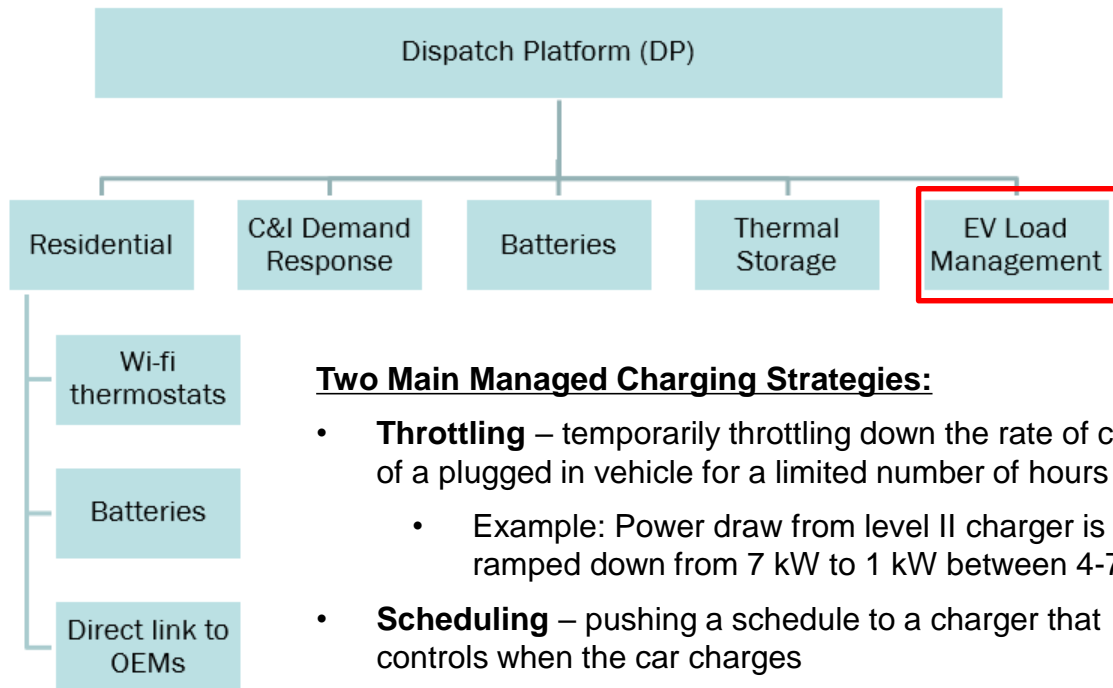 Dispatch Platform (DP)
Residential
C&I Demand
Response
Batteries
Thermal
Storage
EV Load
Management
Wi-fi
thermostats
Batteries
Direct link to
OEMs
Two Main Managed Charging Strategies:
• Throttling – temporarily throttling down the rate of
of a plugged in vehicle for a limited number of hours
• Example: Power draw from level II charger is
ramped down from 7 kW to 1 kW between 4-7
• Scheduling – pushing a schedule to a charger that
controls when the car charges